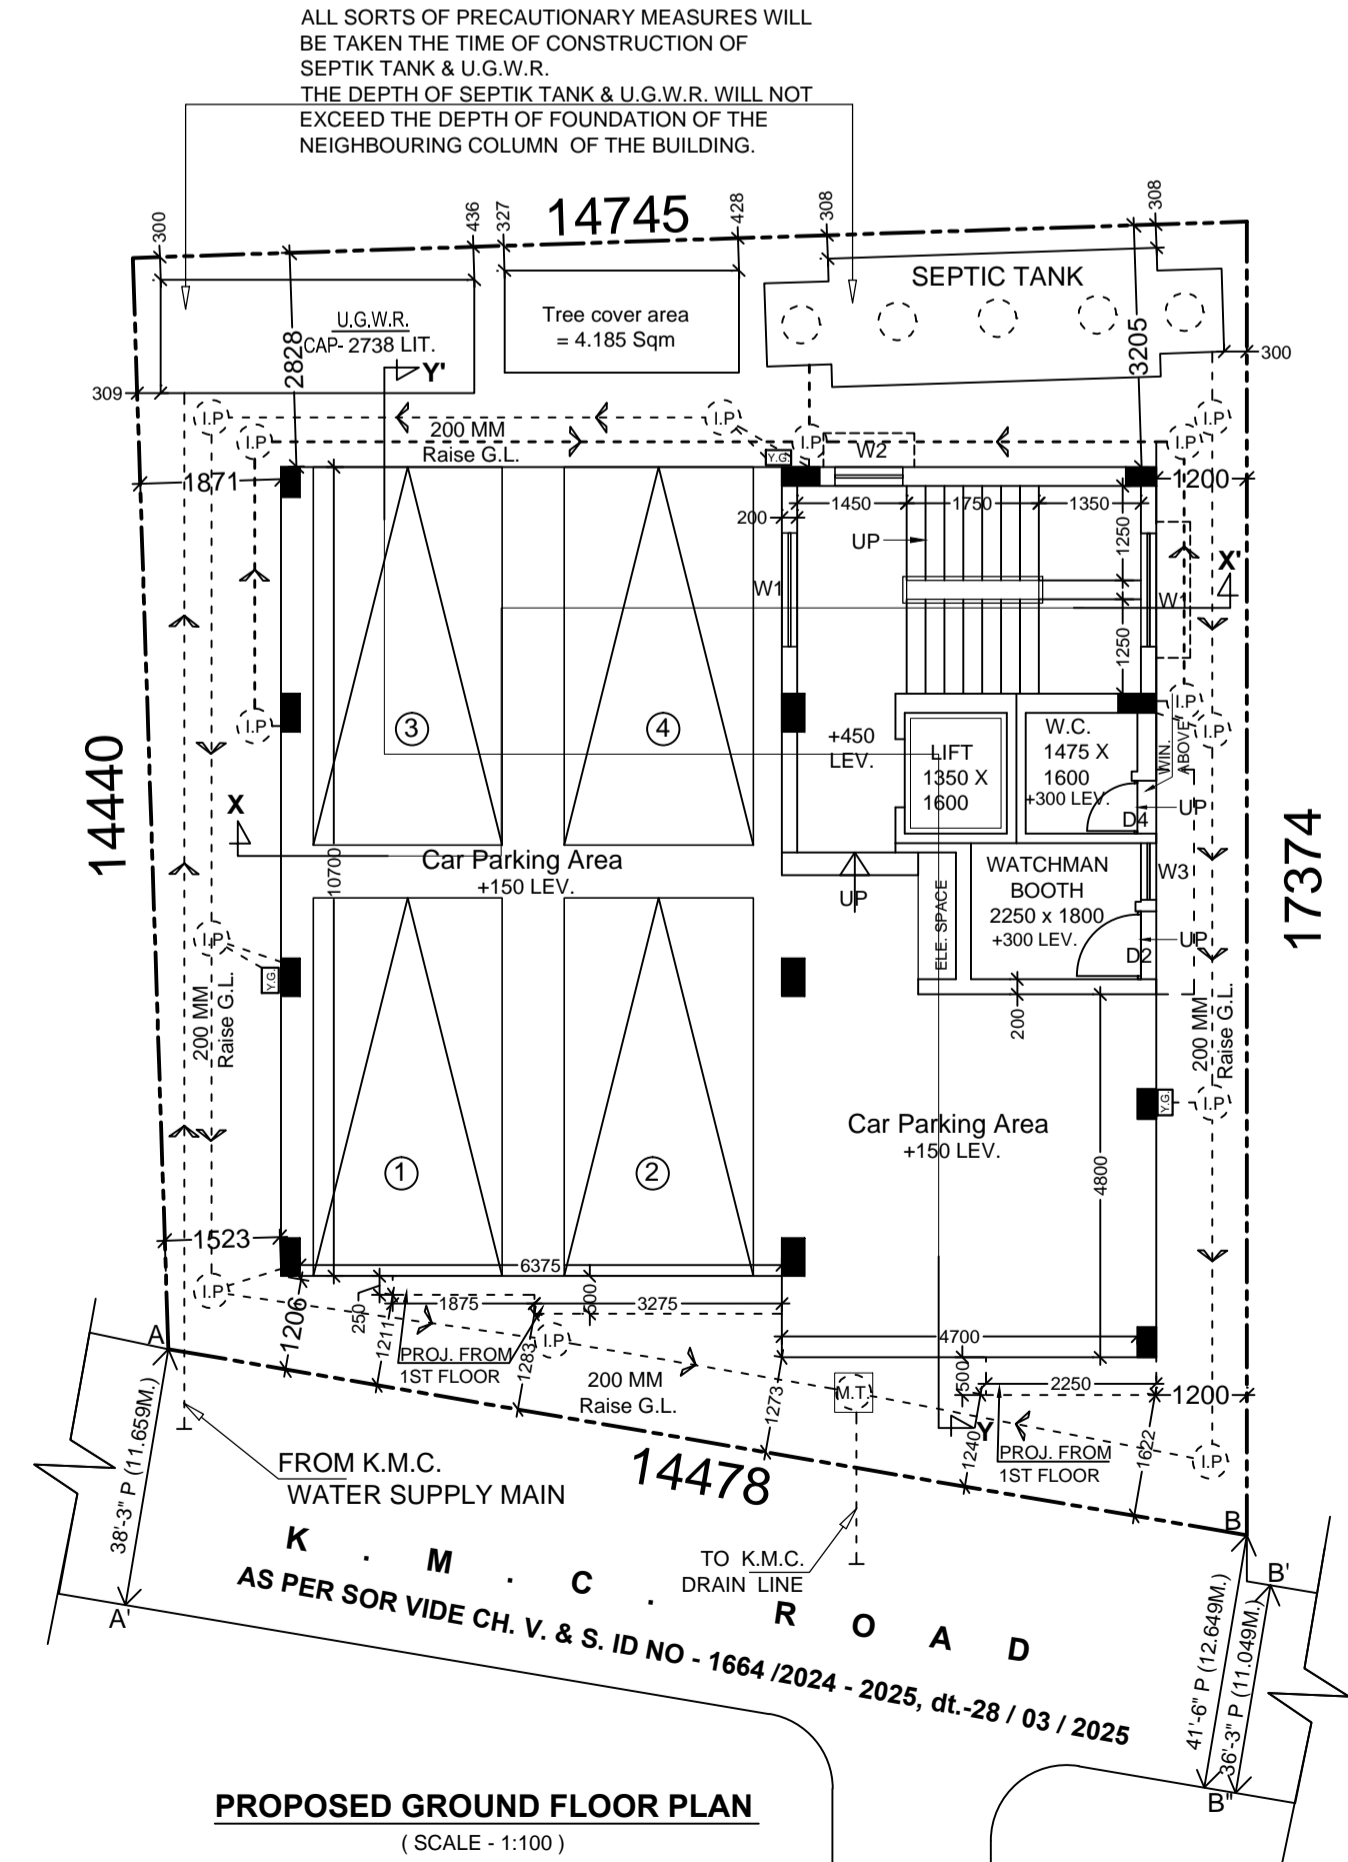 ALL SORTS OF PRECAUTIONARY MEASURES WILL
BE TAKEN THE TIME OF CONSTRUCTION OF
SEPTIK TANK & U.G.W.R.
THE DEPTH OF SEPTIK TANK & U.G.W.R. WILL NOT
EXCEED THE DEPTH OF FOUNDATION OF THE
NEIGHBOURING COLUMN OF THE BUILDING.
300
436
327
14745
428
308
308
SEPTIC TANK
U.G.W.R.
CAP- 2738 LIT.
2828
Tree cover area
= 4.185 Sqm
3205
300
309
Y'
I.P
I.P
I.P
I.P
I.P
I.P
200 MM
Raise G.L.
Y.G.
W2
1871
1200
1450
1750
1350
200
UP
1250
X'
W1
W1
1250
I.P
I.P
I.P
3
4
+450
LEV.
LIFT
1350 X
1600
W.C.
1475 X
1600
+300 LEV.
WIN.
ABOVE
D4
UP
14440
X
10700
Car Parking Area
+150 LEV.
UP
WATCHMAN
BOOTH
2250 x 1800
+300 LEV.
W3
ELE. SPACE
D2
UP
17374
I.P
Y.G.
200 MM
Raise G.L.
200
200 MM
Raise G.L.
Y.G.
I.P
Car Parking Area
+150 LEV.
4800
1
2
1523
6375
I.P
1206
250
1211
1875
500
3275
PROJ. FROM
1ST FLOOR
1283
I.P
4700
200 MM
Raise G.L.
1273
M.T.
500
2250
1200
1240
Y
PROJ. FROM
1ST FLOOR
1622
I.P
A
38'-3" P (11.659M.)
A'
FROM K.M.C.
WATER SUPPLY MAIN
14478
B
TO K.M.C.
DRAIN LINE
K . M . C . R O A D
AS PER SOR VIDE CH. V. & S. ID NO - 1664 /2024 - 2025, dt.-28 / 03 / 2025
B'
41'-6" P (12.649M.)
36'-3" P (11.049M.)
B"
PROPOSED GROUND FLOOR PLAN
( SCALE - 1:100 )